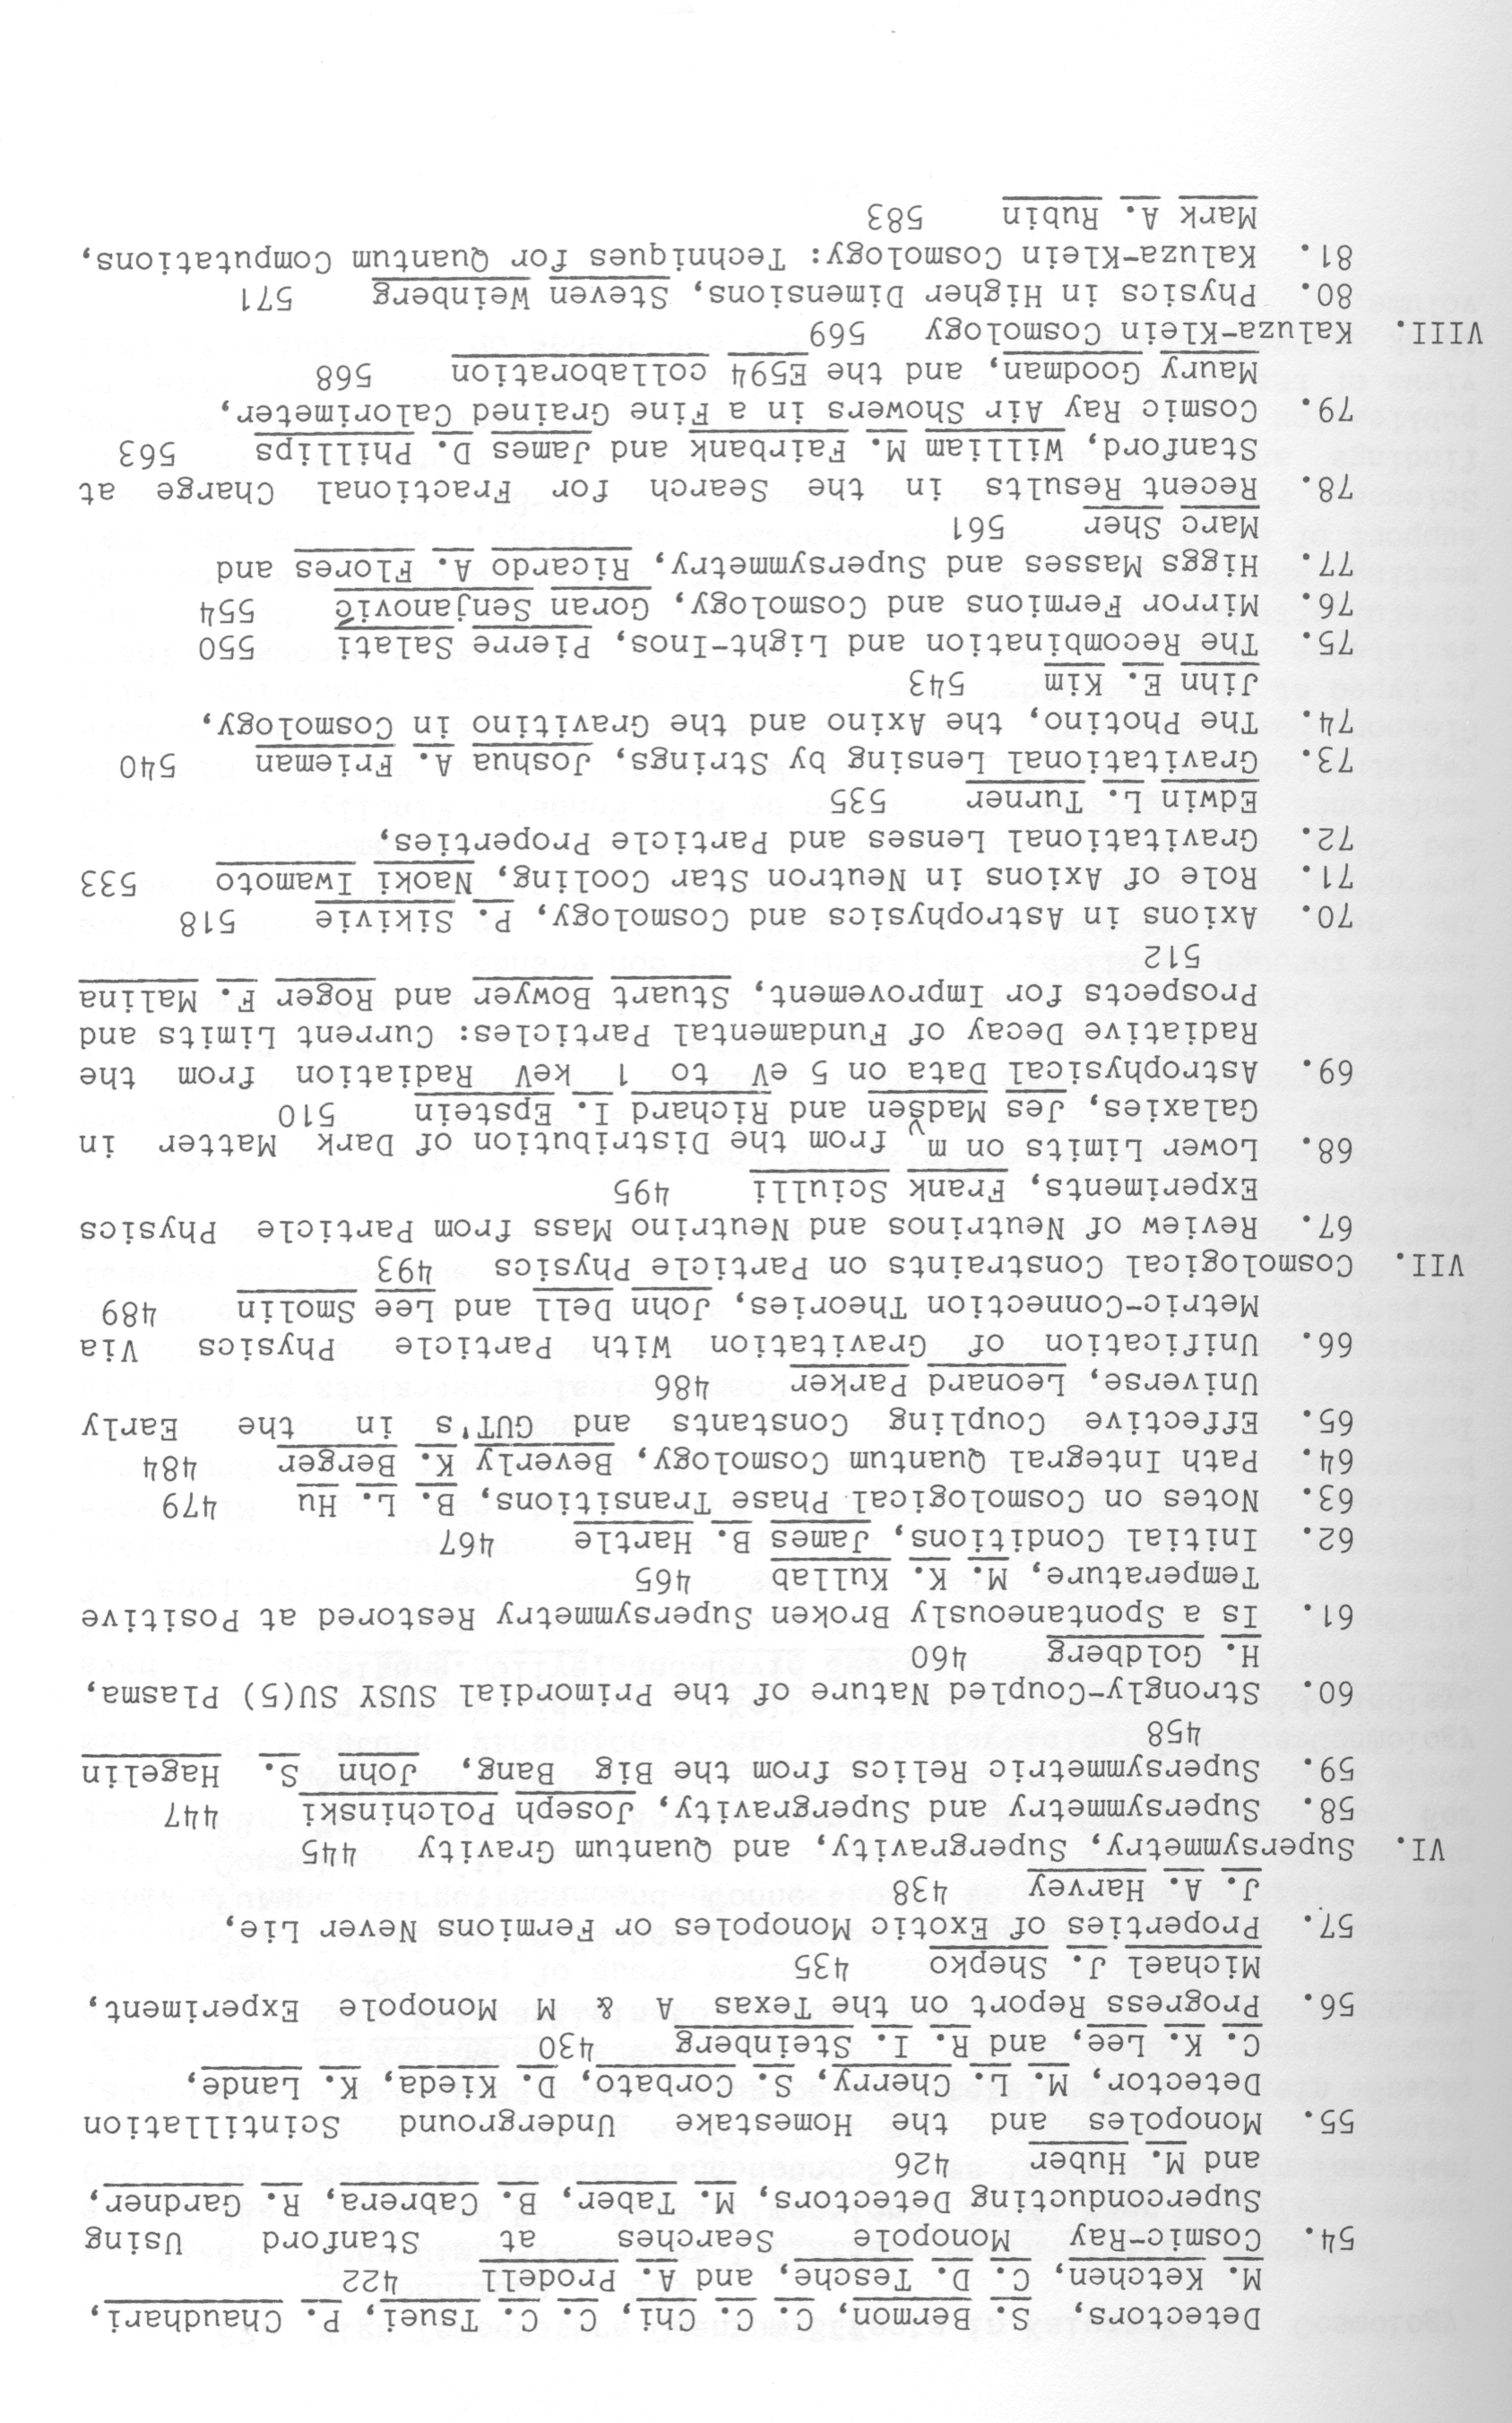 Detectors, S. Bermon, C. C. Chi, C. C. Tsuei, P. Chaudhari,
M. Ketchen, C. D. Tesche, and A. Prodell 422
54. Cosmic-Ray Monopole Searches at Stanford Using
Superconducting Detectors, M. Taber, B. Cabrera, R. Gardner,
and M. Huber 426
55. Monopoles and the Homestake Underground Scintillation
Detector, M. L. Cherry, S. Corbato, D. Kieda, K. Lande,
C. K. Lee, and R. I. Steinberg 430
56. Progress Report on the Texas A & M Monopole Experiment,
Michael J. Shepko 435
57. Properties of Exotic Monopoles or Fermions Never Lie,
J. A. Harvey 438
VI. Supersymmetry, Supergravity, and Quantum Gravity 445
58. Supersymmetry and Supergravity, Joseph Polchinski 447
59. Supersymmetric Relics from the Big Bang, John S. Hagelin
458
60. Strongly-Coupled Nature of the Primordial SUSY SU(5) Plasma,
H. Goldberg 460
61. Is a Spontaneously Broken Supersymmetry Restored at Positive
Temperature, M. K. Kullab 465
62. Initial Conditions, James B. Hartle 467
63. Notes on Cosmological Phase Transitions, B. L. Hu 479
64. Path Integral Quantum Cosmology, Beverly K. Berger 484
65. Effective Coupling Constants and GUT's in the Early
Universe, Leonard Parker 486
66. Unification of Gravitation With Particle Physics Via
Metric-Connection Theories, John Dell and Lee Smolin 489
VII. Cosmological Constraints on Particle Physics 493
67. Review of Neutrinos and Neutrino Mass from Particle Physics
Experiments, Frank Sciulli 495
68. Lower Limits on mν from the Distribution of Dark Matter in
Galaxies, Jes Madsen and Richard I. Epstein 510
69. Astrophysical Data on 5 eV to 1 keV Radiation from the
Radiative Decay of Fundamental Particles: Current Limits and
Prospects for Improvement, Stuart Bowyer and Roger F. Malina
512
70. Axions in Astrophysics and Cosmology, P. Sikivie 518
71. Role of Axions in Neutron Star Cooling, Naoki Iwamoto 533
72. Gravitational Lenses and Particle Properties,
Edwin L. Turner 535
73. Gravitational Lensing by Strings, Joshua A. Frieman 540
74. The Photino, the Axino and the Gravitino in Cosmology,
Jihn E. Kim 543
75. The Recombination and Light-Inos, Pierre Salati 550
76. Mirror Fermions and Cosmology, Goran Senjanović 554
77. Higgs Masses and Supersymmetry, Ricardo A. Flores and
Marc Sher 561
78. Recent Results in the Search for Fractional Charge at
Stanford, William M. Fairbank and James D. Phillips 563
79. Cosmic Ray Air Showers in a Fine Grained Calorimeter,
Maury Goodman, and the E594 collaboration 568
VIII. Kaluza-Klein Cosmology 569
80. Physics in Higher Dimensions, Steven Weinberg 571
81. Kaluza-Klein Cosmology: Techniques for Quantum Computations,
Mark A. Rubin 583